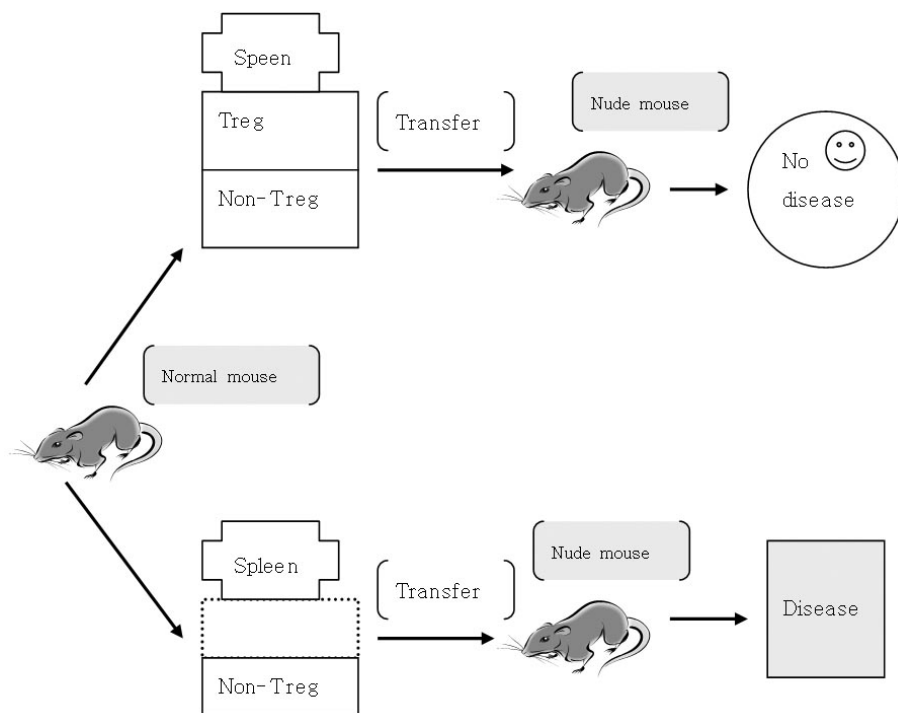 Speen
Treg
Non-Treg
Transfer
Nude mouse
No
disease
Normal mouse
Spleen
Non-Treg
Transfer
Nude mouse
Disease